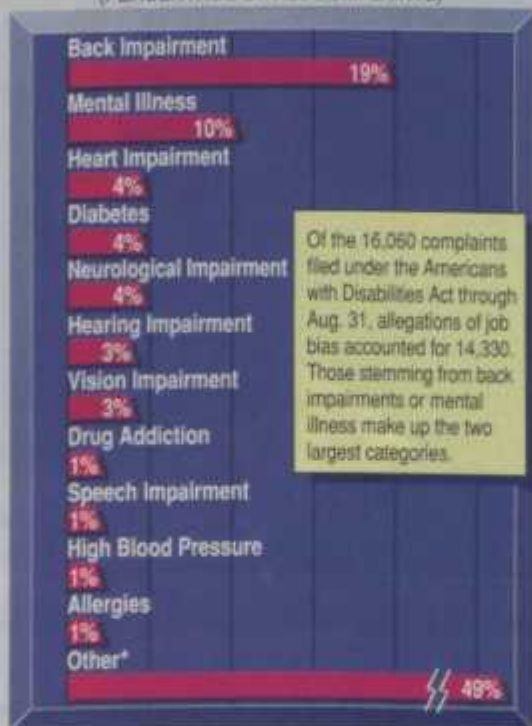 Back Impairment
19%
Mental Illness
10%
Heart Impairment
4%
Diabetes
4%
Neurological Impairment
4%
Hearing Impairment
3%
Vision Impairment
3%
Drug Addiction
1%
Speech Impairment
1%
High Blood Pressure
1%
Allergies
1%
Other*
49%
Of the 16,060 complaints
filed under the Americans
with Disabilities Act through
Aug. 31, allegations of job
bias accounted for 14,330.
Those stemming from back
impairments or mental
illness make up the two
largest categories.